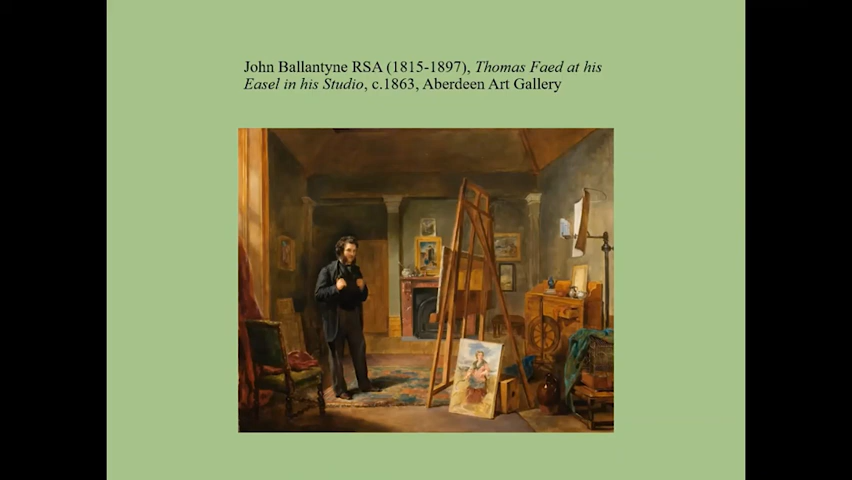 John Ballantyne RSA (1815-1897), Thomas Faed at his
Easel in his Studio, c.1863, Aberdeen Art Gallery